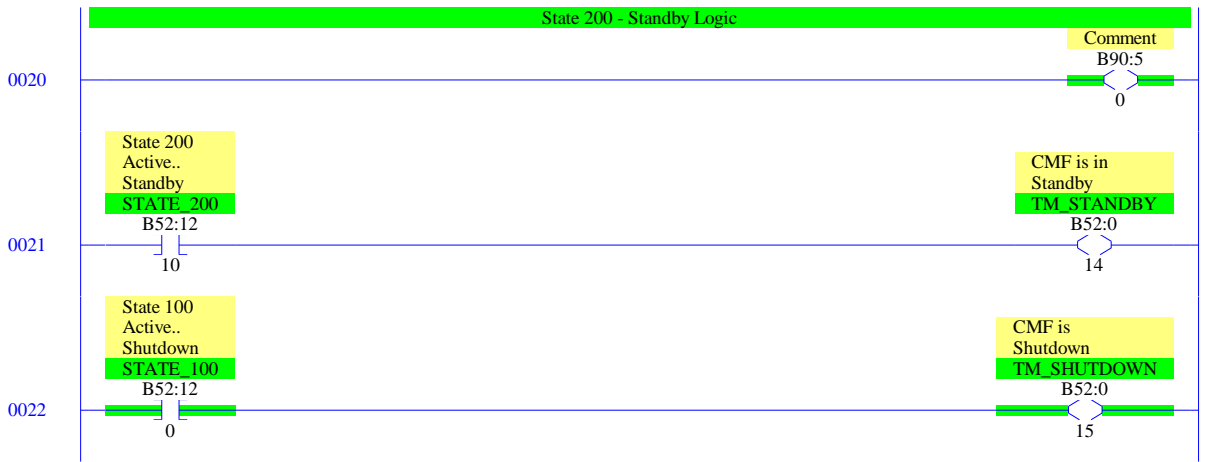 State 200 - Standby Logic
Comment
B90:5
0020
0
State 200
Active..
Standby
STATE_200
B52:12
CMF is in
Standby
TM_STANDBY
B52:0
0021
10
14
State 100
Active..
Shutdown
STATE_100
B52:12
CMF is
Shutdown
TM_SHUTDOWN
B52:0
0022
0
15